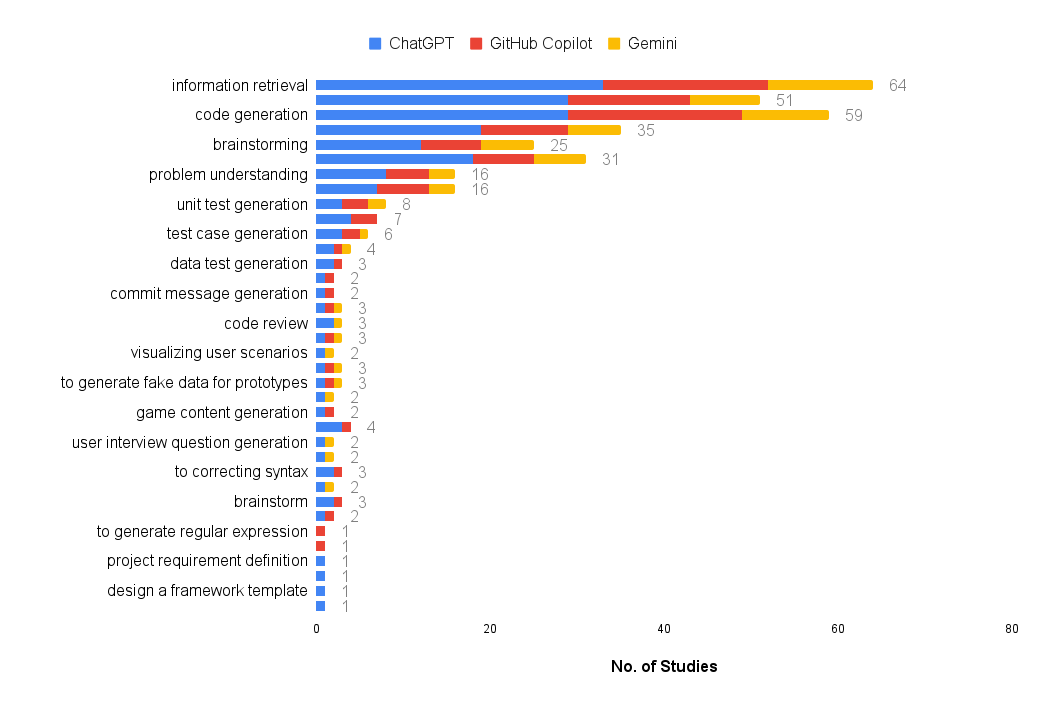 ChatGPT GitHub Copilot Gemini
information retrieval 64
51
code generation 59
35
brainstorming 25
31
problem understanding 16
16
unit test generation 8
7
test case generation 6
4
data test generation 3
2
commit message generation 2
3
code review 3
3
visualizing user scenarios 2
3
to generate fake data for prototypes 3
2
game content generation 2
4
user interview question generation 2
2
to correcting syntax 3
2
brainstorm 3
2
to generate regular expression 1
1
project requirement definition 1
1
design a framework template 1
1
0 20 40 60 80
No. of Studies